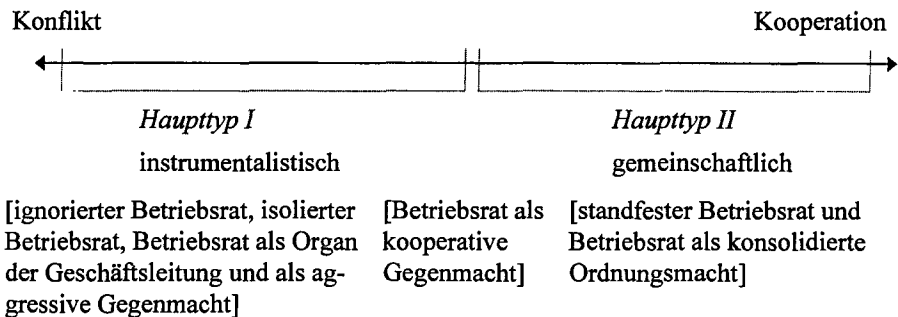 Konflikt Kooperation
Haupttyp I Haupttyp II
instrumentalistisch gemeinschaftlich
[ignorierter Betriebsrat, isolierter
Betriebsrat, Betriebsrat als Organ
der Geschäftsleitung und als ag-
gressive Gegenmacht]
[Betriebsrat als
kooperative
Gegenmacht]
[standfester Betriebsrat und
Betriebsrat als konsolidierte
Ordnungsmacht]